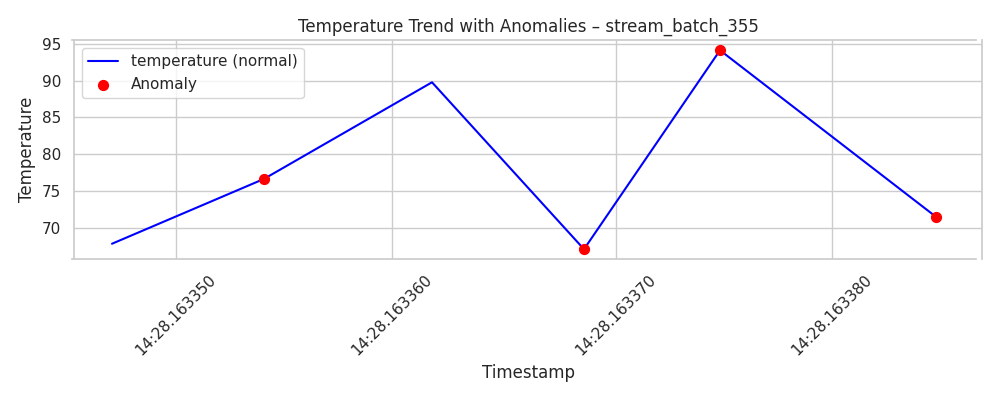 Temperature Trend with Anomalies – stream_batch_355
temperature (normal)
Anomaly
Temperature
95
90
85
80
75
70
14:28.163350
14:28.163360
14:28.163370
14:28.163380
Timestamp